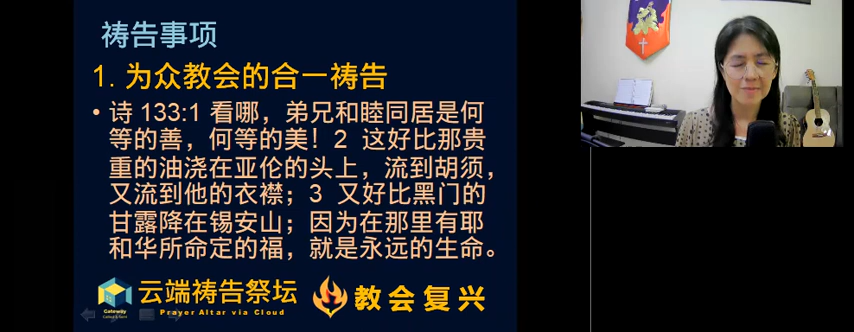 祷告事项
1. 为众教会的合一祷告
• 诗 133:1 看哪，弟兄和睦同居是何
等的善，何等的美！2 这好比那贵
重的油浇在亚伦的头上，流到胡须，
又流到他的衣襟；3 又好比黑门的
甘露降在锡安山；因为在那里有耶
和华所命定的福，就是永远的生命。
云端祷告祭坛
Prayer Altar via Cloud
Gateway
Called & Sent
教会复兴